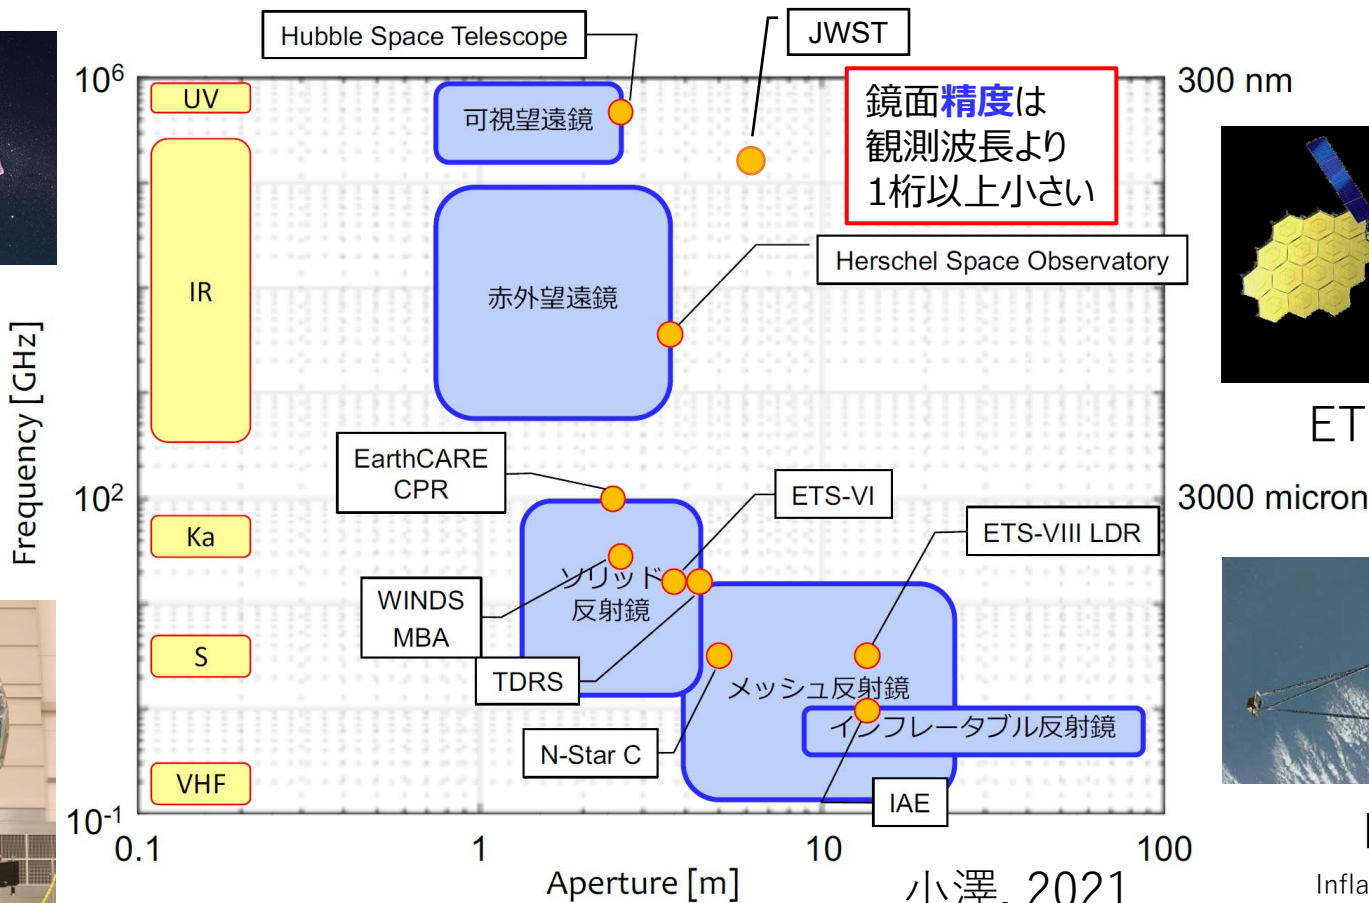 Hubble Space Telescope
JWST
10⁶
300 nm
UV
可視望遠鏡
鏡面精度は
観測波長より
1桁以上小さい
Herschel Space Observatory
IR
赤外望遠鏡
Frequency [GHz]
EarthCARE
CPR
ETS-VI
ET
10²
3000 micron
ETS-VIII LDR
Ka
ソリッド
反射鏡
WINDS
MBA
S
TDRS
メッシュ反射鏡
インフレータブル反射鏡
N-Star C
VHF
IAE
10⁻¹
0.1
1
10
100
Aperture [m]
小澤, 2021
Infla